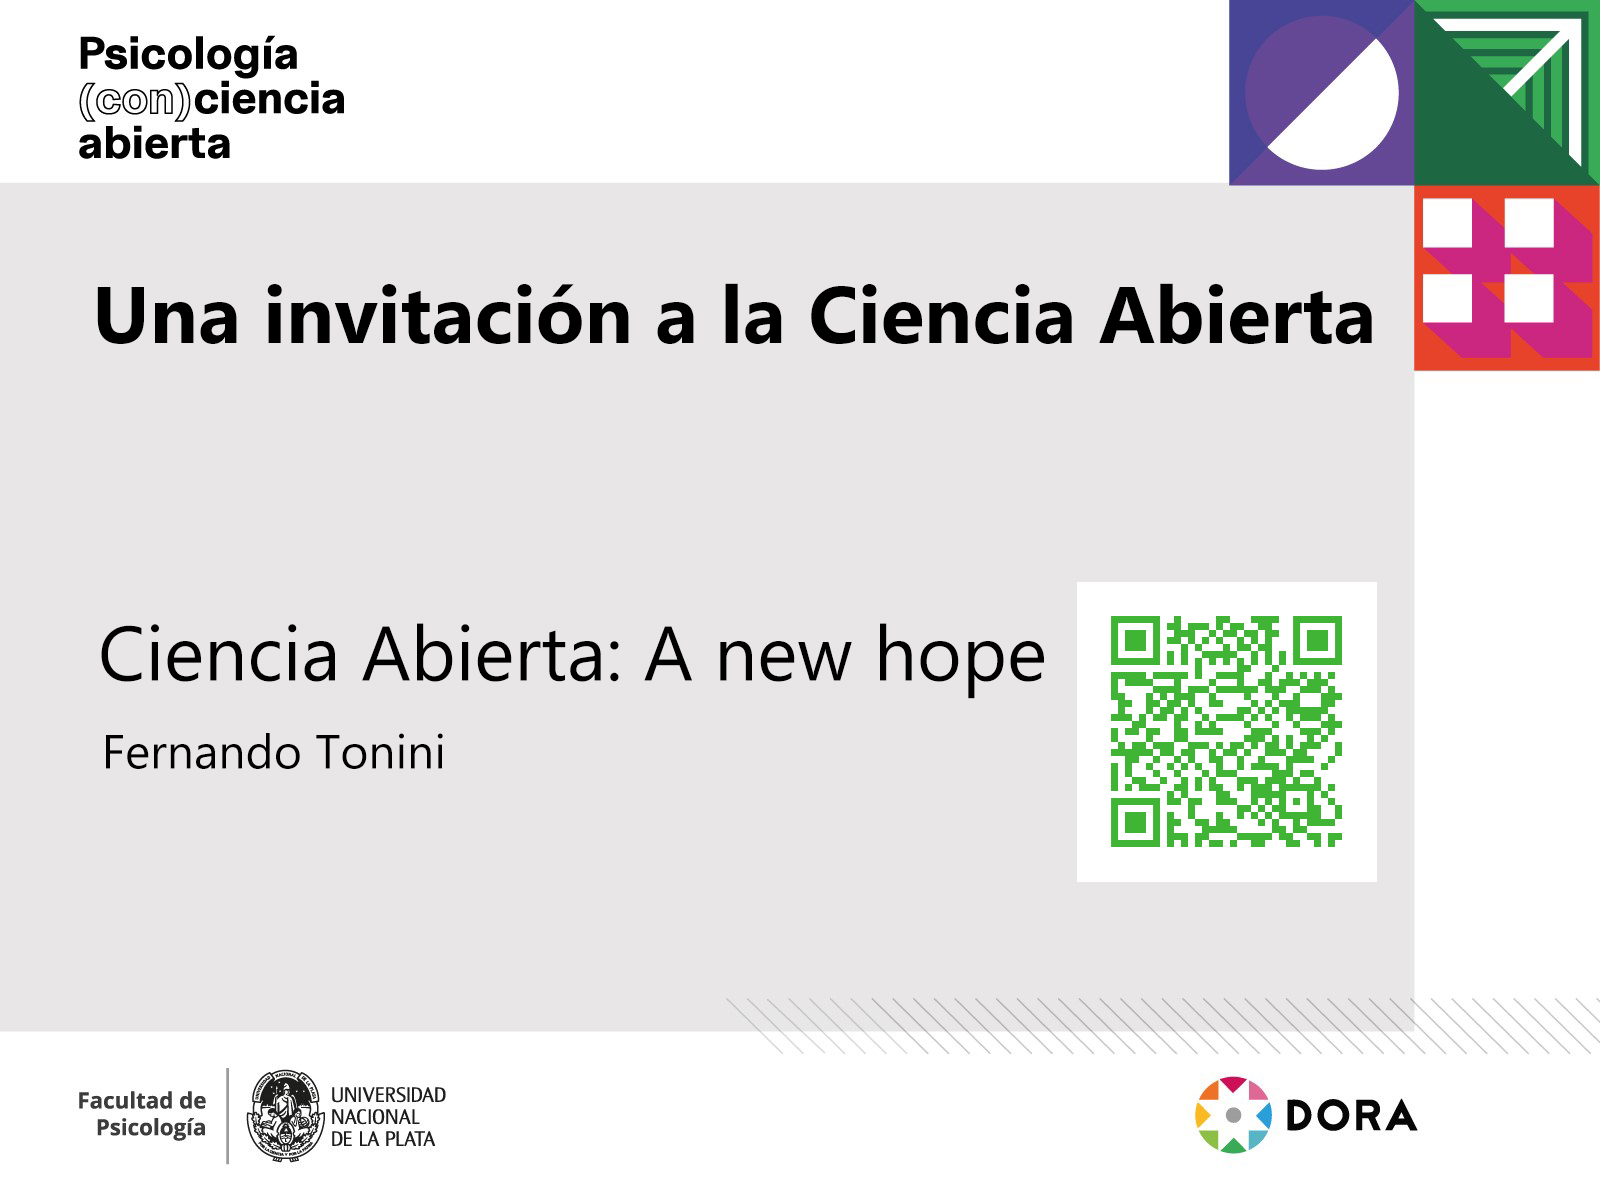 Psicología
(con)ciencia
abierta
Una invitación a la Ciencia Abierta
Ciencia Abierta: A new hope
Fernando Tonini
Facultad de
Psicología
UNIVERSIDAD
NACIONAL
DE LA PLATA
DORA